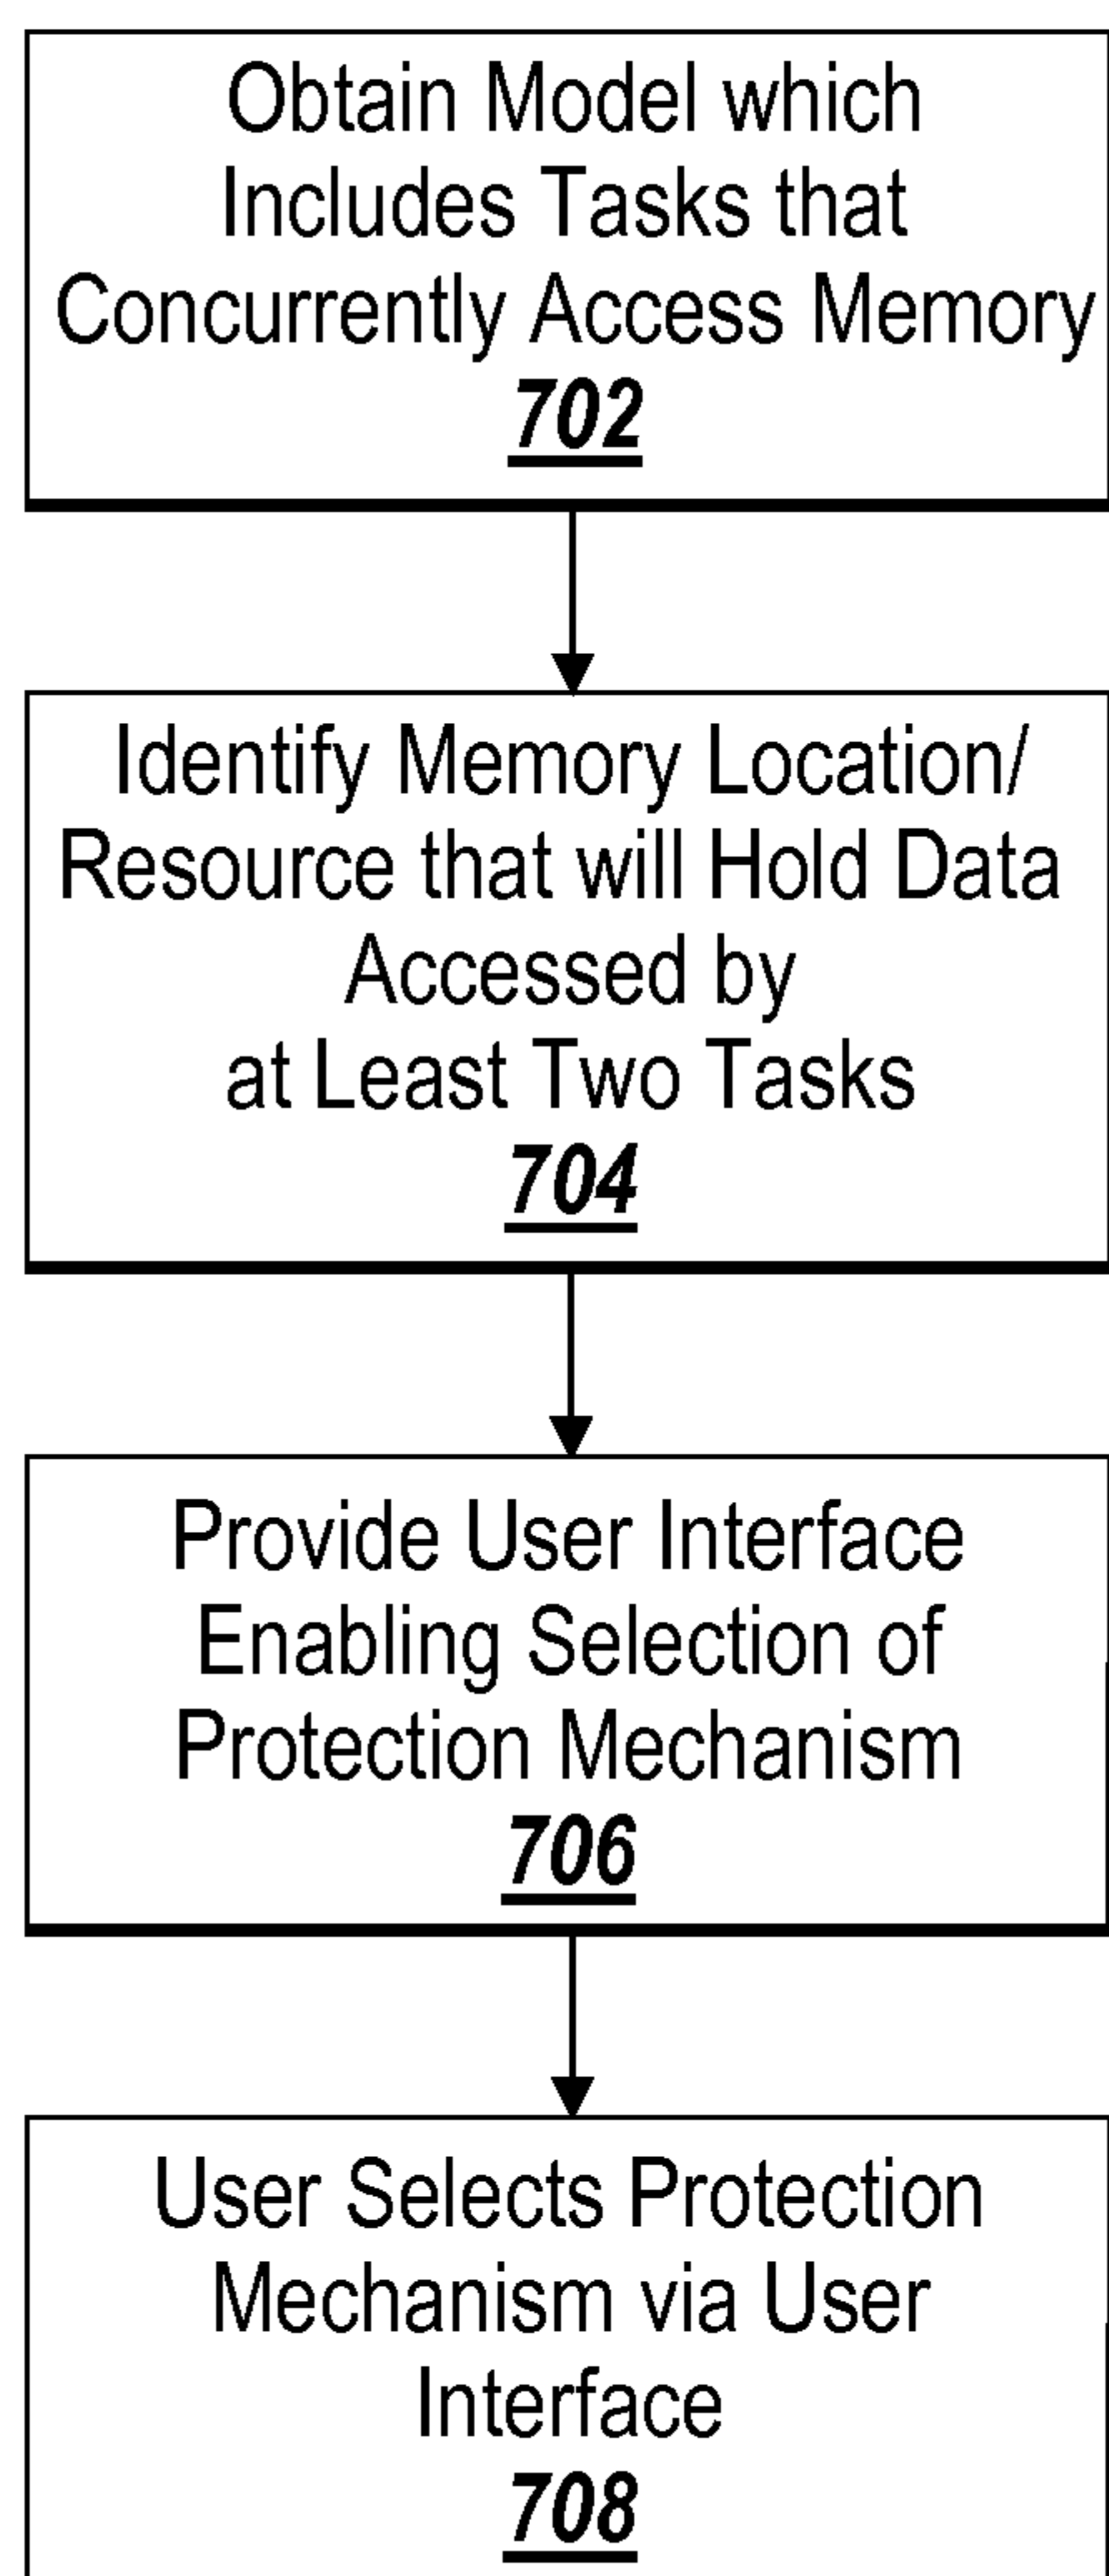 Obtain Model which
Includes Tasks that
Concurrently Access Memory
702
Identify Memory Location/
Resource that will Hold Data
Accessed by
at Least Two Tasks
704
Provide User Interface
Enabling Selection of
Protection Mechanism
706
User Selects Protection
Mechanism via User
Interface
708